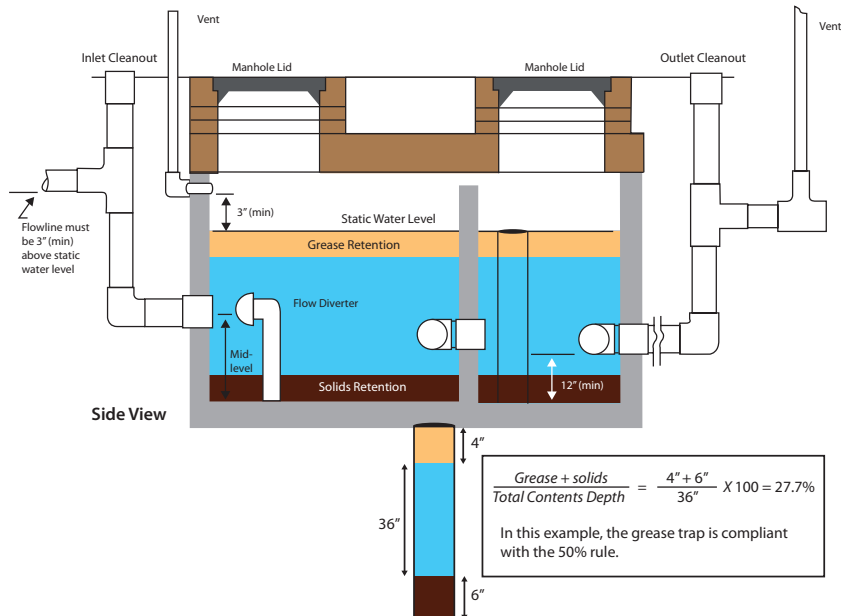 Vent
Vent
Inlet Cleanout
Manhole Lid
Manhole Lid
Outlet Cleanout
3” (min)
Flowline must
be 3” (min)
above static
water level
Static Water Level
Grease Retention
Flow Diverter
Mid-
level
Solids Retention
12” (min)
Side View
4”
36”
6”
Grease + solids
Total Contents Depth
=
4” + 6”
36”
X 100 = 27.7%
In this example, the grease trap is compliant
with the 50% rule.